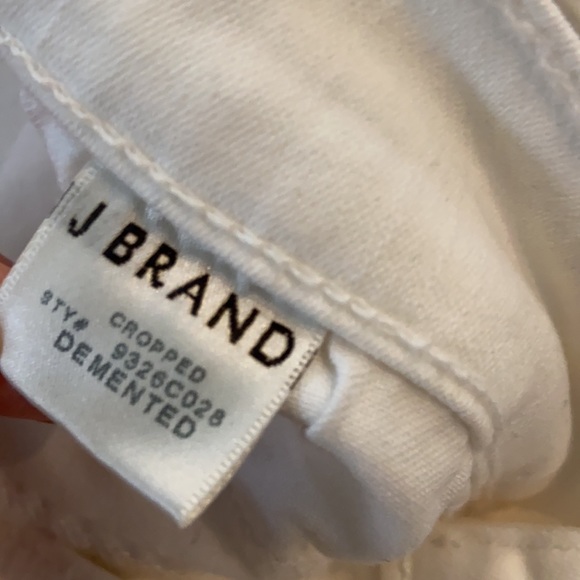 J BRAND
CROPPED
STY# 9326C028
DEMENTED